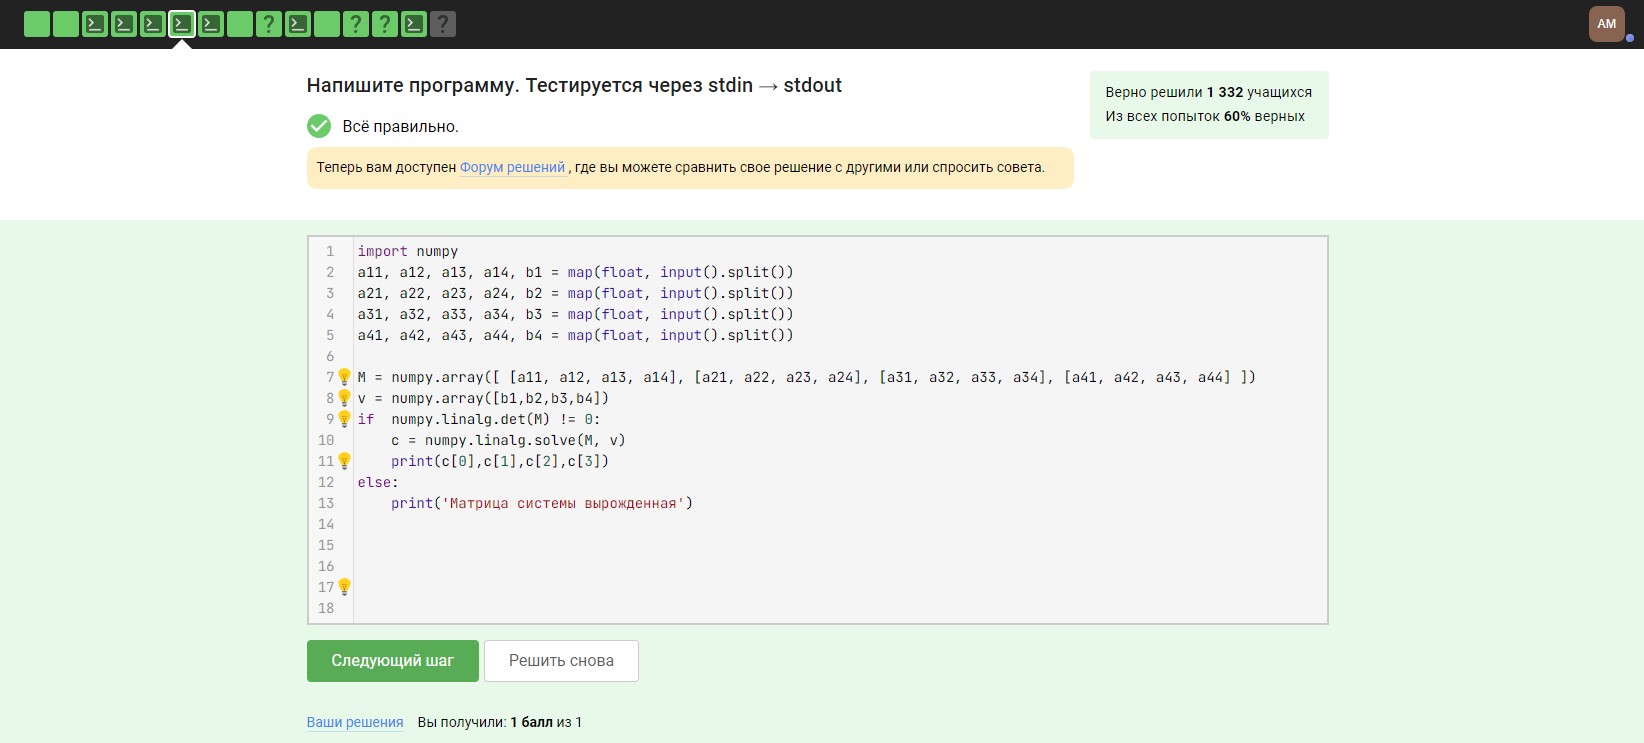 AM
Напишите программу. Тестируется через stdin → stdout
Всё правильно.
Теперь вам доступен Форум решений , где вы можете сравнить свое решение с другими или спросить совета.
Верно решили 1 332 учащихся
Из всех попыток 60% верных
1 import numpy
2 a11, a12, a13, a14, b1 = map(float, input().split())
3 a21, a22, a23, a24, b2 = map(float, input().split())
4 a31, a32, a33, a34, b3 = map(float, input().split())
5 a41, a42, a43, a44, b4 = map(float, input().split())
6
7 M = numpy.array([ [a11, a12, a13, a14], [a21, a22, a23, a24], [a31, a32, a33, a34], [a41, a42, a43, a44] ])
8 v = numpy.array([b1,b2,b3,b4])
9 if  numpy.linalg.det(M) != 0:
10     c = numpy.linalg.solve(M, v)
11     print(c[0],c[1],c[2],c[3])
12 else:
13     print('Матрица системы вырожденная')
14
15
16
17
18
Следующий шаг
Решить снова
Ваши решения Вы получили: 1 балл из 1